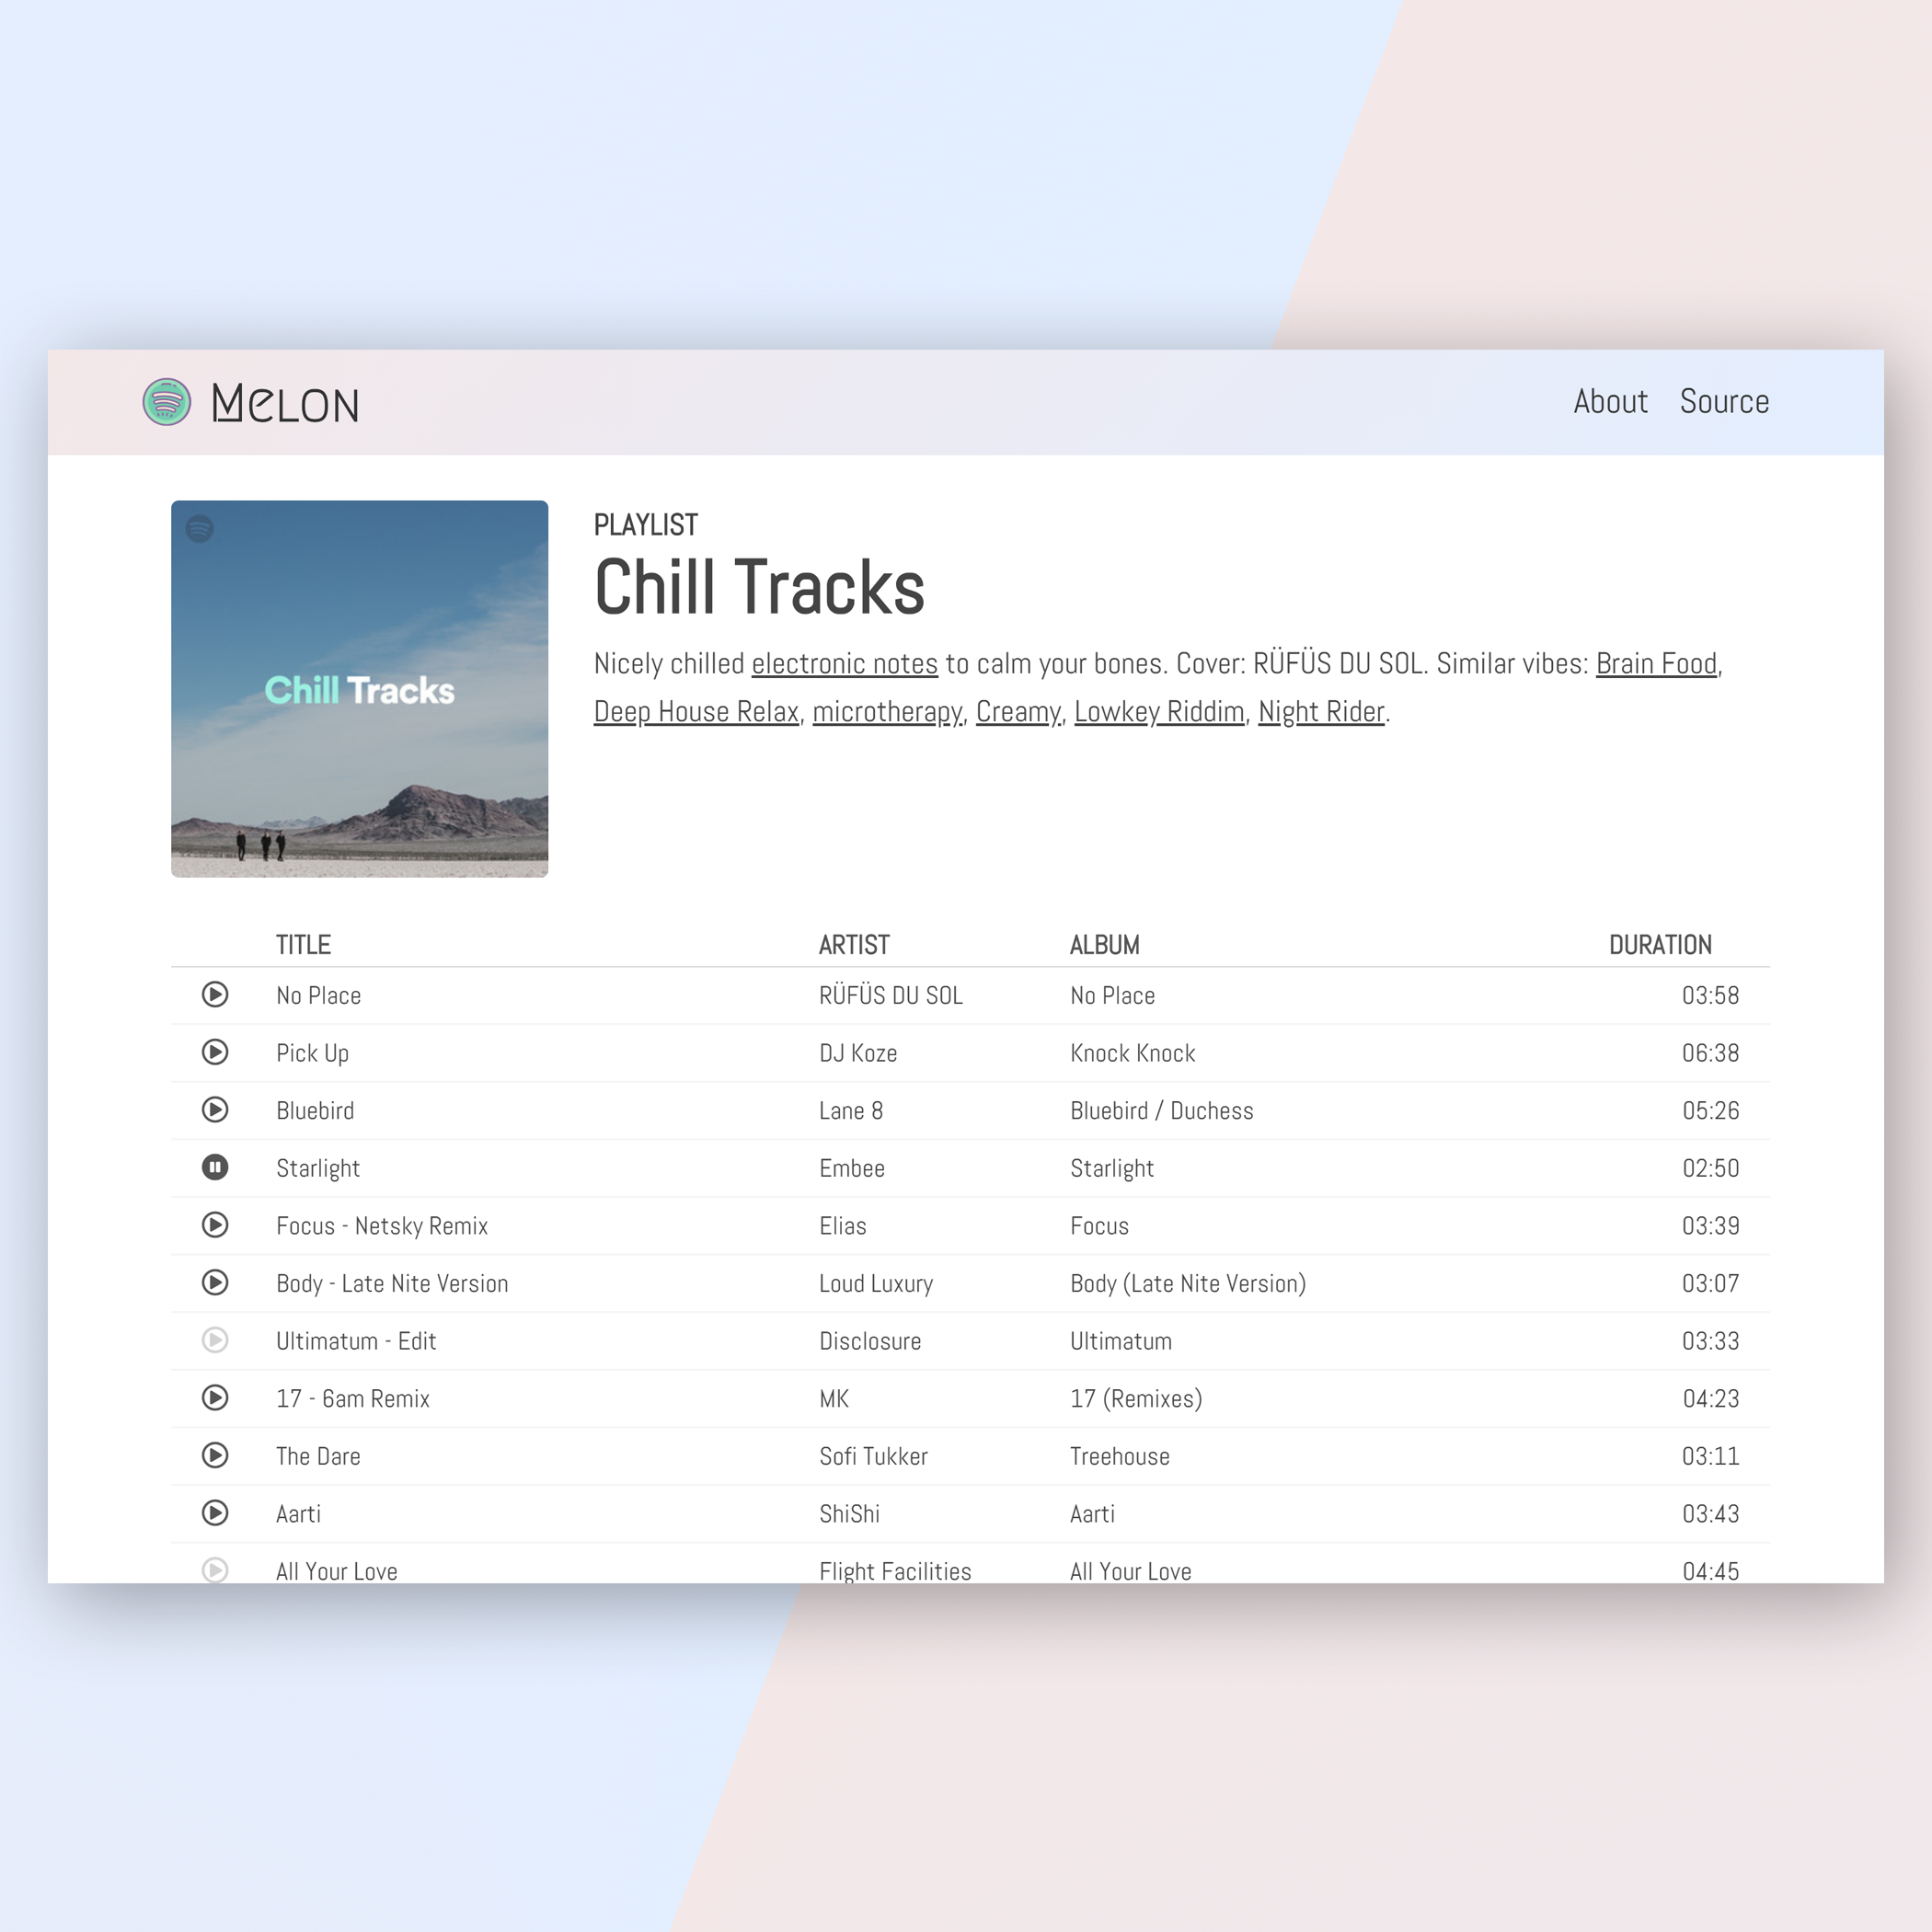 MeLON
About Source
PLAYLIST
Chill Tracks
Nicely chilled electronic notes to calm your bones. Cover: RÜFÜS DU SOL. Similar vibes: Brain Food,
Deep House Relax, microtherapy, Creamy, Lowkey Riddim, Night Rider.
Chill Tracks
TITLE ARTIST ALBUM DURATION
No Place RÜFÜS DU SOL No Place 03:58
Pick Up DJ Koze Knock Knock 06:38
Bluebird Lane 8 Bluebird / Duchess 05:26
Starlight Embee Starlight 02:50
Focus - Netsky Remix Elias Focus 03:39
Body - Late Nite Version Loud Luxury Body (Late Nite Version) 03:07
Ultimatum - Edit Disclosure Ultimatum 03:33
17 - 6am Remix MK 17 (Remixes) 04:23
The Dare Sofi Tukker Treehouse 03:11
Aarti ShiShi Aarti 03:43
All Your Love Flight Facilities All Your Love 04:45